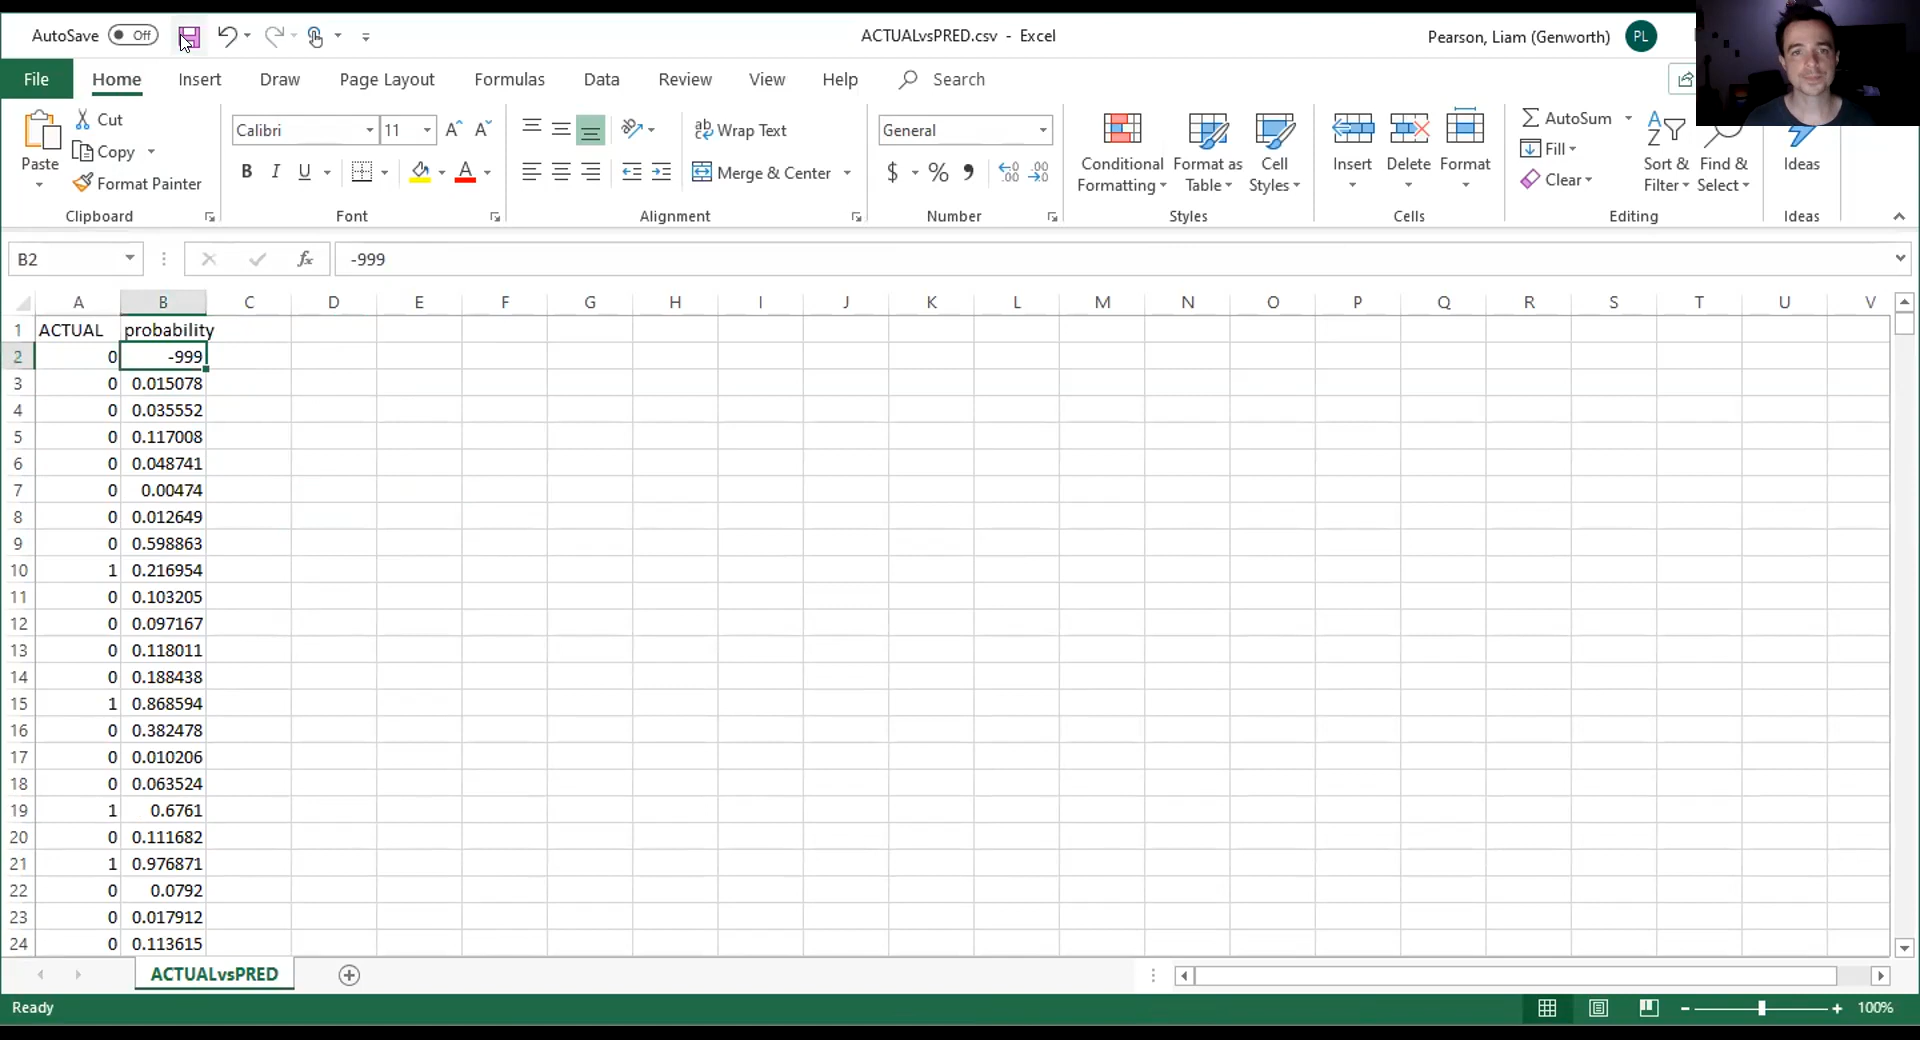 AutoSave Off ACTUALvsPRED.csv - Excel Pearson, Liam (Genworth) PL
File Home Insert Draw Page Layout Formulas Data Review View Help Search
Paste Cut Copy Format Painter Clipboard
Calibri 11 B I U Font
Wrap Text Merge & Center Alignment
General $ % Number
Conditional Formatting Format as Table Cell Styles Styles
Insert Delete Format Cells
AutoSum Fill Clear Sort & Filter Find & Select Editing
Ideas Ideas
B2 fx -999
A B C D E F G H I J K L M N O P Q R S T U V
1 ACTUAL probability
2 0 -999
3 0 0.015078
4 0 0.035552
5 0 0.117008
6 0 0.048741
7 0 0.00474
8 0 0.012649
9 0 0.598863
10 1 0.216954
11 0 0.103205
12 0 0.097167
13 0 0.118011
14 0 0.188438
15 1 0.868594
16 0 0.382478
17 0 0.010206
18 0 0.063524
19 1 0.6761
20 0 0.111682
21 1 0.976871
22 0 0.0792
23 0 0.017912
24 0 0.113615
ACTUALvsPRED
Ready 100%